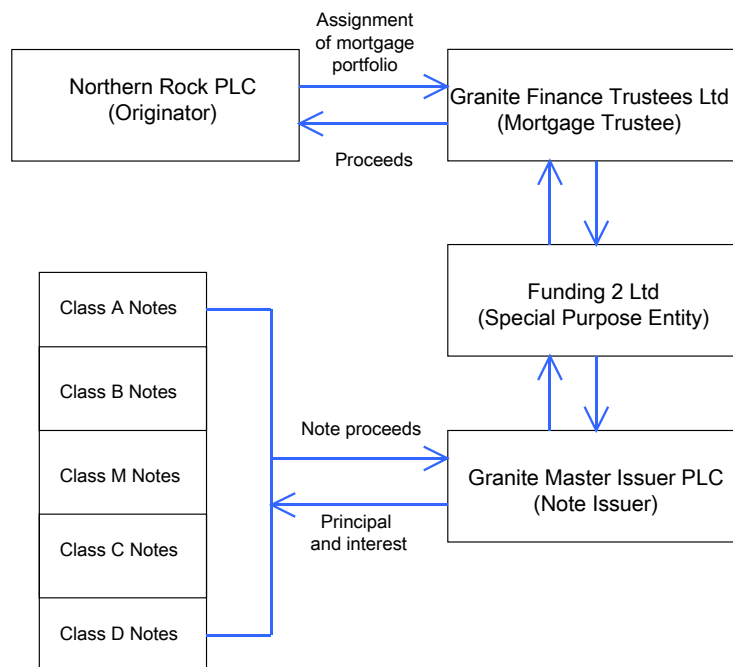 Assignment
of mortgage
portfolio
Northern Rock PLC
(Originator)
Granite Finance Trustees Ltd
(Mortgage Trustee)
Proceeds
Funding 2 Ltd
(Special Purpose Entity)
Class A Notes
Class B Notes
Class M Notes
Class C Notes
Class D Notes
Note proceeds
Granite Master Issuer PLC
(Note Issuer)
Principal
and interest